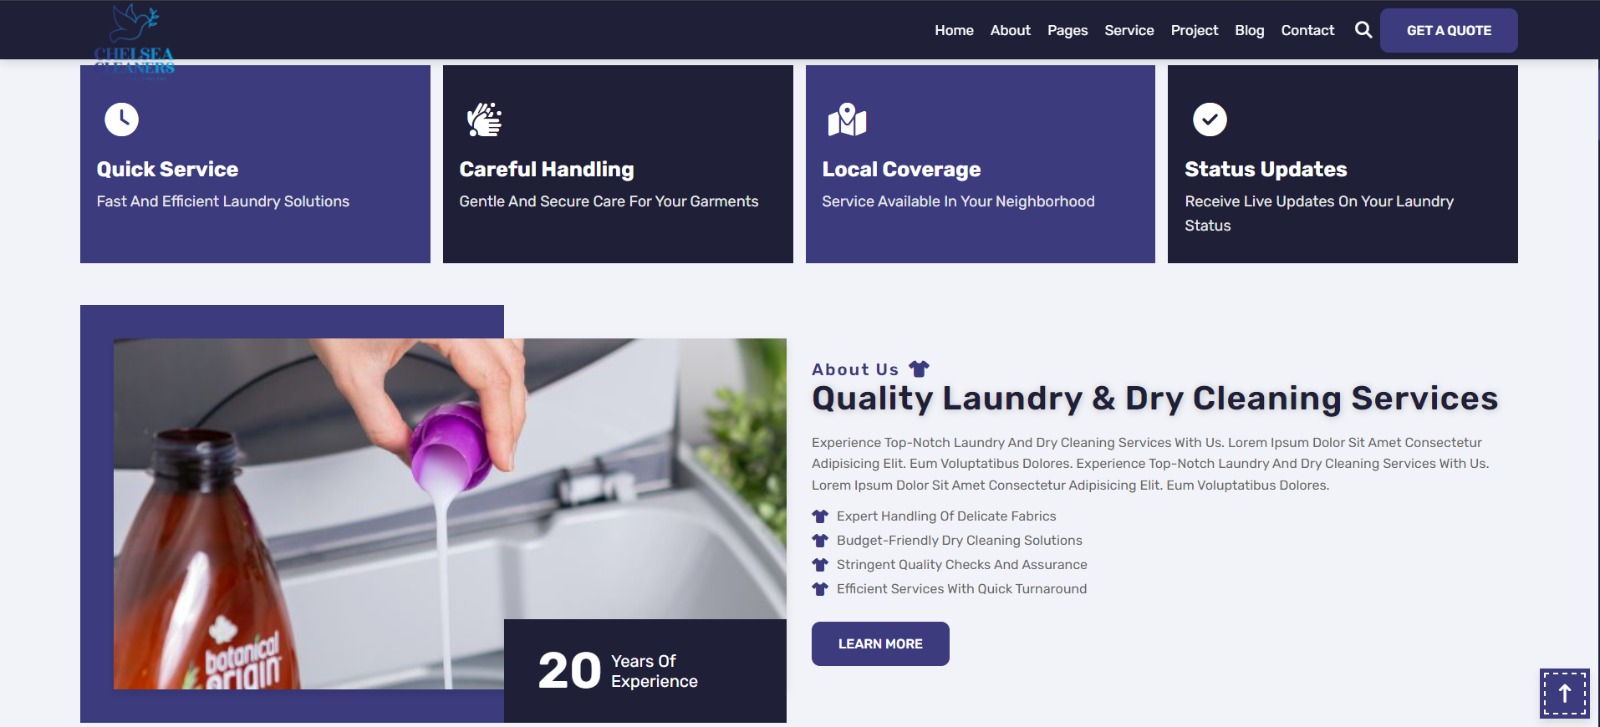 CHELSEA
CLEANERS
Home About Pages Service Project Blog Contact GET A QUOTE
Quick Service
Fast And Efficient Laundry Solutions
Careful Handling
Gentle And Secure Care For Your Garments
Local Coverage
Service Available In Your Neighborhood
Status Updates
Receive Live Updates On Your Laundry
Status
botanical
origin
20 Years Of
Experience
About Us
Quality Laundry & Dry Cleaning Services
Experience Top-Notch Laundry And Dry Cleaning Services With Us. Lorem Ipsum Dolor Sit Amet Consectetur
Adipisicing Elit. Eum Voluptatibus Dolores. Experience Top-Notch Laundry And Dry Cleaning Services With Us.
Lorem Ipsum Dolor Sit Amet Consectetur Adipisicing Elit. Eum Voluptatibus Dolores.
Expert Handling Of Delicate Fabrics
Budget-Friendly Dry Cleaning Solutions
Stringent Quality Checks And Assurance
Efficient Services With Quick Turnaround
LEARN MORE